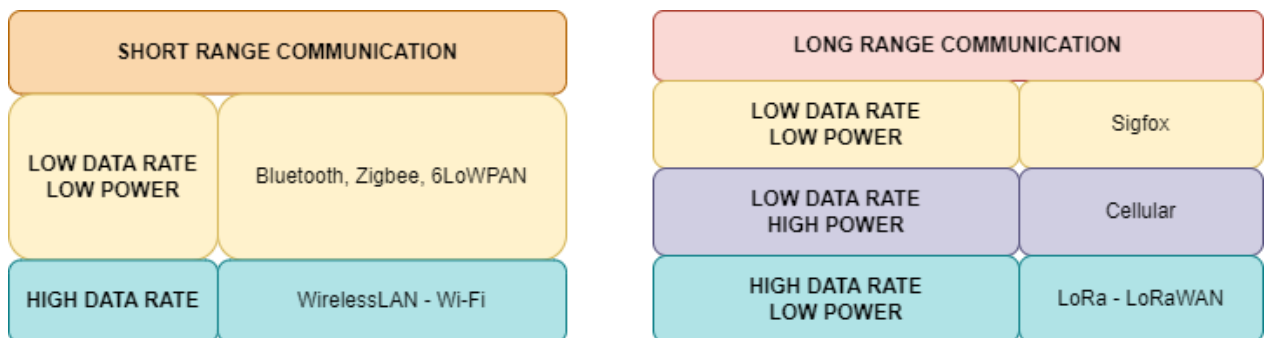 SHORT RANGE COMMUNICATION
LOW DATA RATE
LOW POWER
Bluetooth, Zigbee, 6LoWPAN
HIGH DATA RATE
WirelessLAN - Wi-Fi
LONG RANGE COMMUNICATION
LOW DATA RATE
LOW POWER
Sigfox
LOW DATA RATE
HIGH POWER
Cellular
HIGH DATA RATE
LOW POWER
LoRa - LoRaWAN